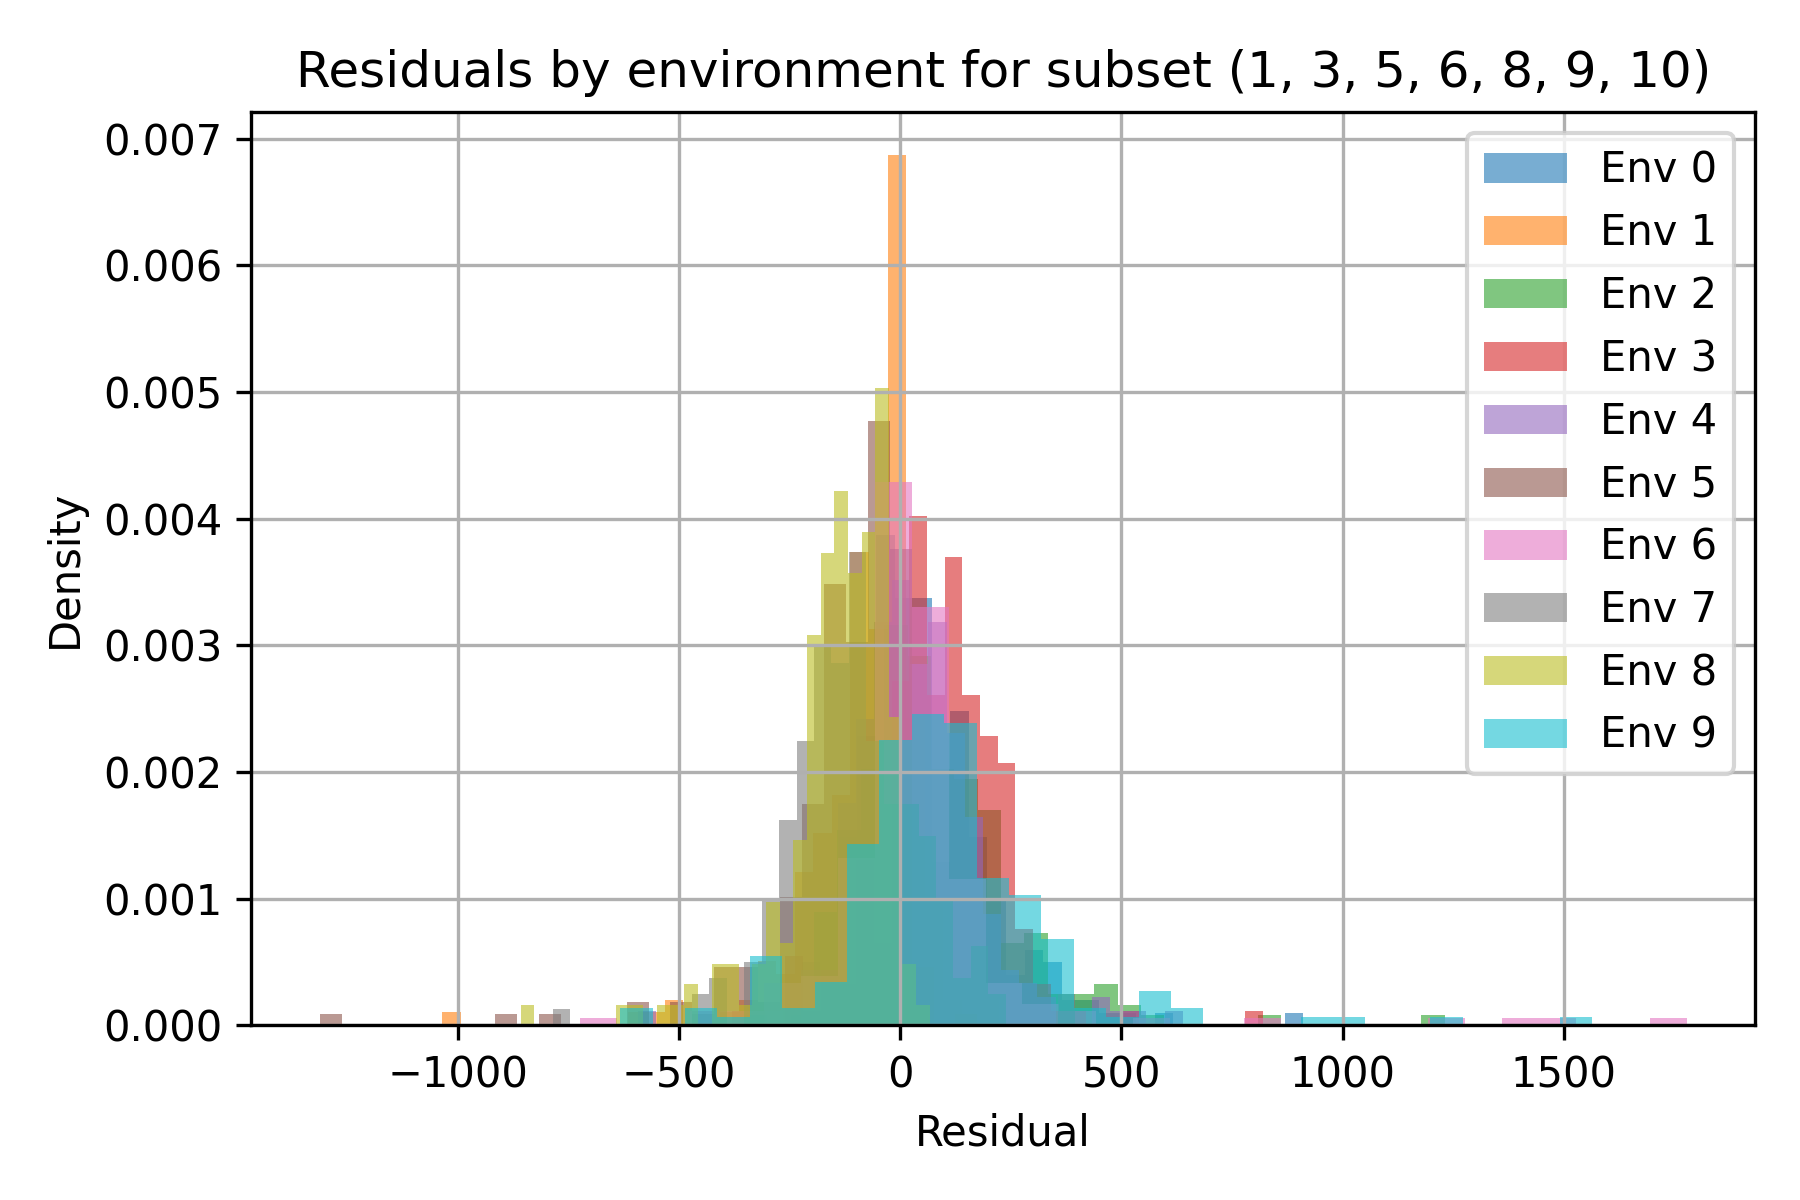 Residuals by environment for subset (1, 3, 5, 6, 8, 9, 10)
0.007
0.006
0.005
0.004
0.003
0.002
0.001
0.000
Density
−1000
−500
0
500
1000
1500
Residual
Env 0
Env 1
Env 2
Env 3
Env 4
Env 5
Env 6
Env 7
Env 8
Env 9